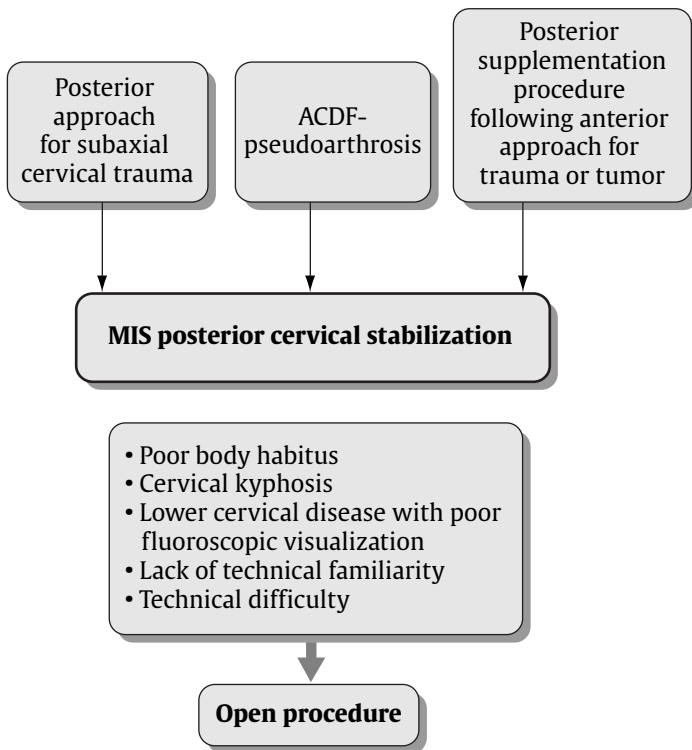 Posterior
approach
for subaxial
cervical trauma
ACDF-
pseudoarthrosis
Posterior
supplementation
procedure
following anterior
approach for
trauma or tumor
MIS posterior cervical stabilization
• Poor body habitus
• Cervical kyphosis
• Lower cervical disease with poor
fluoroscopic visualization
• Lack of technical familiarity
• Technical difficulty
Open procedure